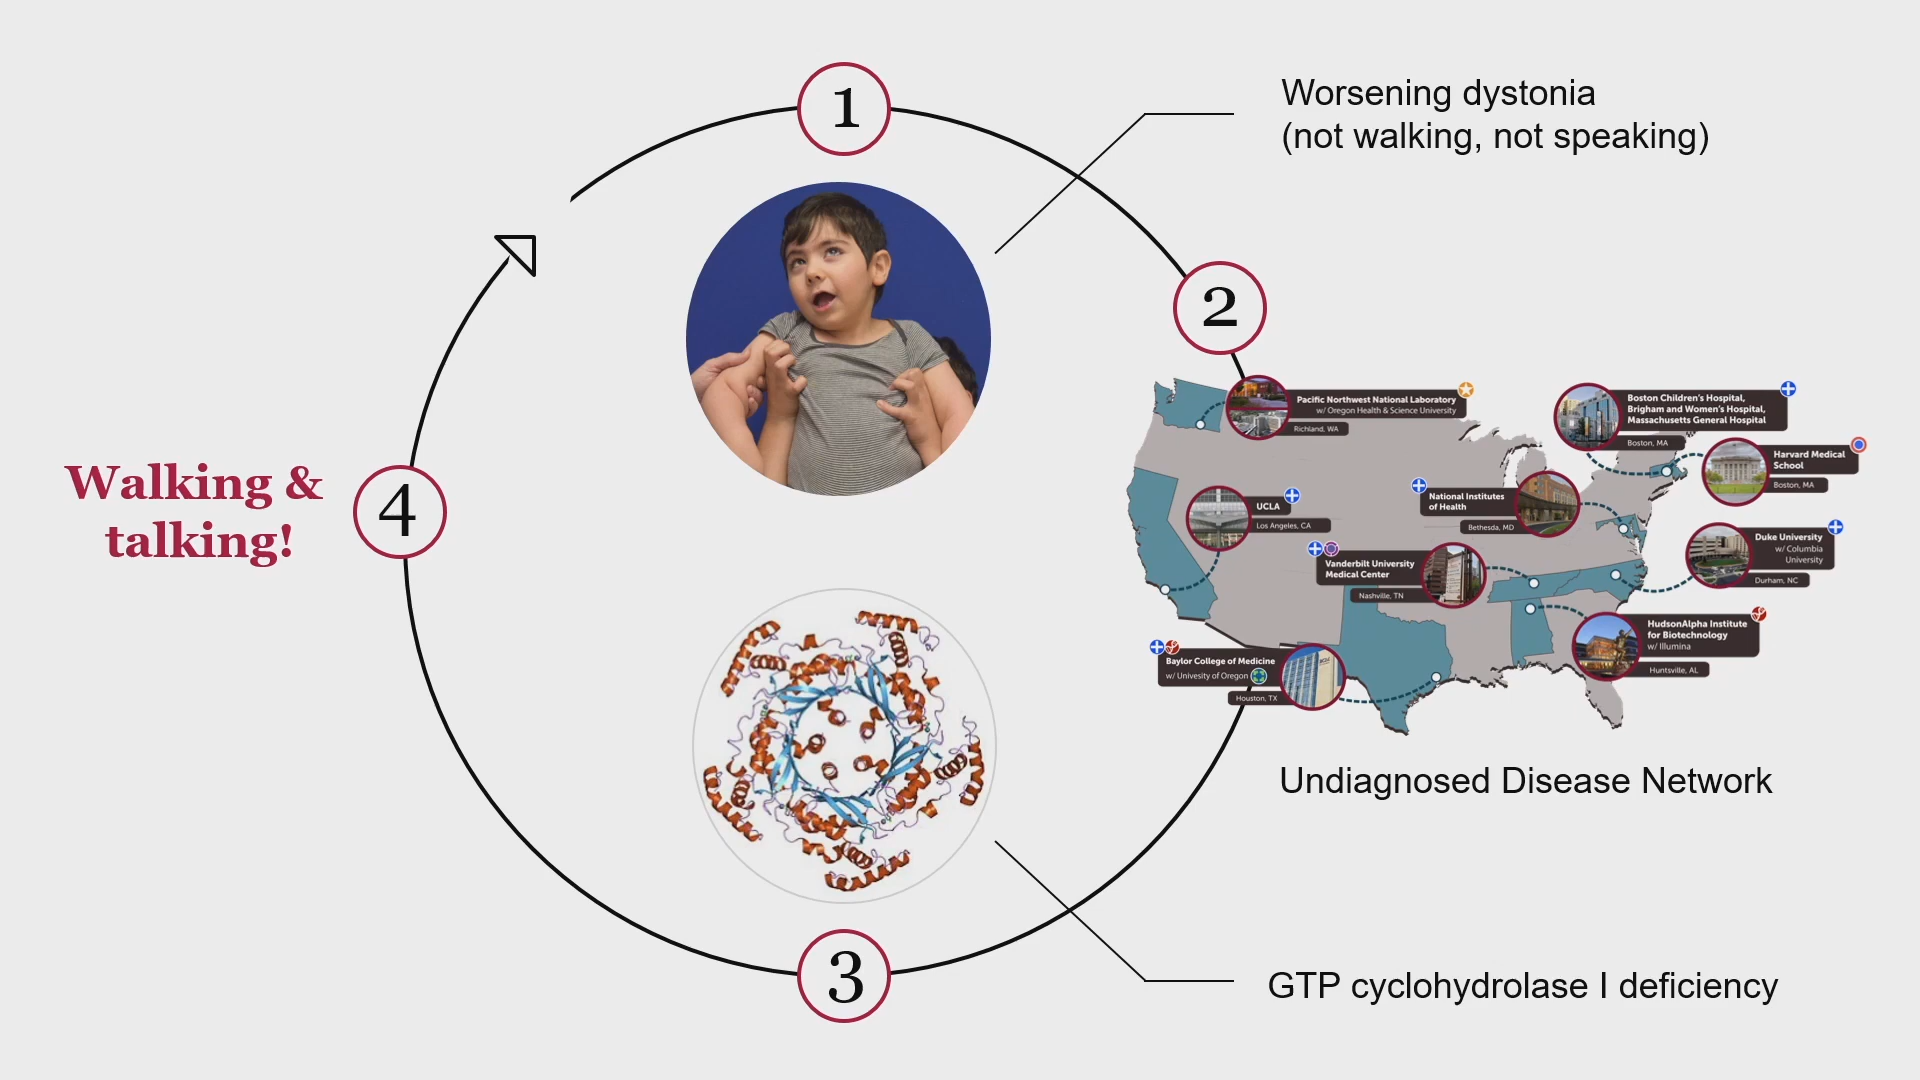 1
Worsening dystonia
(not walking, not speaking)
2
Pacific Northwest National Laboratory
w/ Oregon Health & Science University
Richland, WA
Boston Children's Hospital,
Brigham and Women's Hospital,
Massachusetts General Hospital
Boston, MA
Harvard Medical
School
Boston, MA
UCLA
Los Angeles, CA
National Institutes
of Health
Bethesda, MD
Duke University
w/ Columbia
University
Durham, NC
Vanderbilt University
Medical Center
Nashville, TN
HudsonAlpha Institute
for Biotechnology
w/ Illumina
Huntsville, AL
Baylor College of Medicine
w/ Univesity of Oregon
Houston, TX
Undiagnosed Disease Network
3
GTP cyclohydrolase I deficiency
4
Walking &
talking!